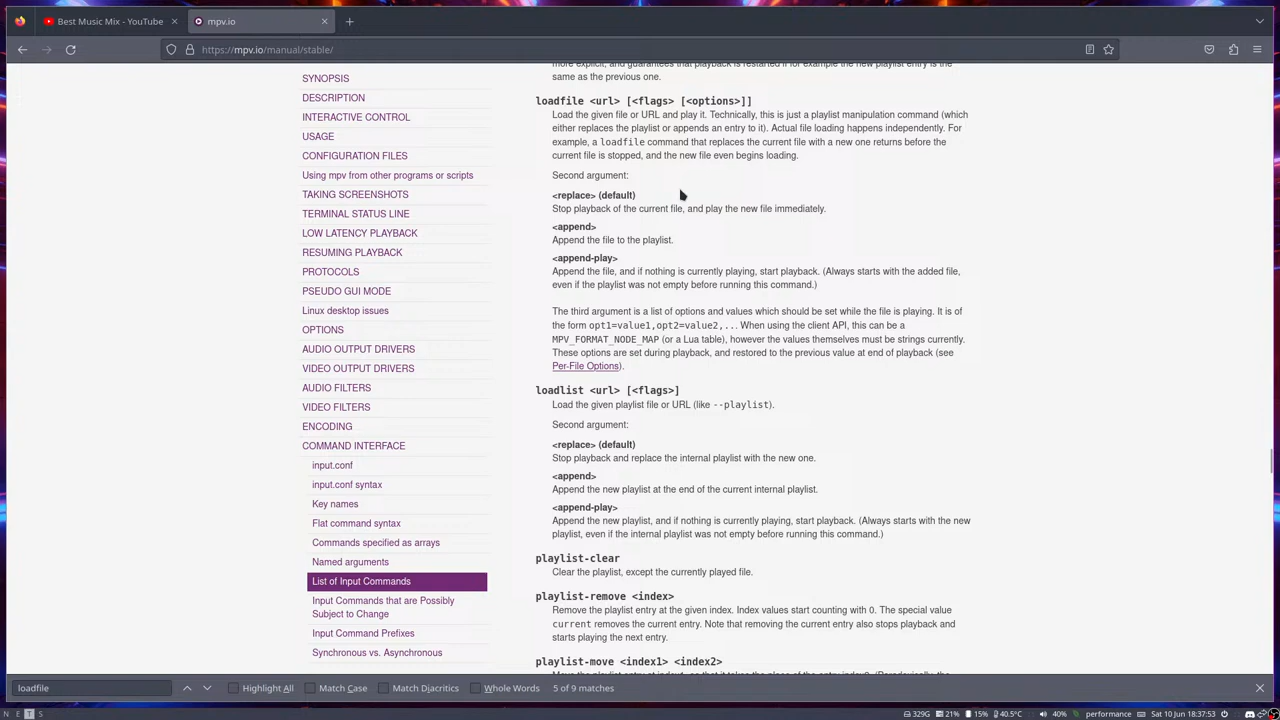 Best Music Mix - YouTube
mpv.io
https://mpv.io/manual/stable/
SYNOPSIS
DESCRIPTION
INTERACTIVE CONTROL
USAGE
CONFIGURATION FILES
Using mpv from other programs or scripts
TAKING SCREENSHOTS
TERMINAL STATUS LINE
LOW LATENCY PLAYBACK
RESUMING PLAYBACK
PROTOCOLS
PSEUDO GUI MODE
Linux desktop issues
OPTIONS
AUDIO OUTPUT DRIVERS
VIDEO OUTPUT DRIVERS
AUDIO FILTERS
VIDEO FILTERS
ENCODING
COMMAND INTERFACE
input.conf
input.conf syntax
Key names
Flat command syntax
Commands specified as arrays
Named arguments
List of Input Commands
Input Commands that are Possibly
Subject to Change
Input Command Prefixes
Synchronous vs. Asynchronous
more explicit, and guarantees that playback is restarted if for example the new playlist entry is the
same as the previous one.
loadfile <url> [<flags> [<options>]]
Load the given file or URL and play it. Technically, this is just a playlist manipulation command (which
either replaces the playlist or appends an entry to it). Actual file loading happens independently. For
example, a loadfile command that replaces the current file with a new one returns before the
current file is stopped, and the new file even begins loading.
Second argument:
<replace> (default)
Stop playback of the current file, and play the new file immediately.
<append>
Append the file to the playlist.
<append-play>
Append the file, and if nothing is currently playing, start playback. (Always starts with the added file,
even if the playlist was not empty before running this command.)
The third argument is a list of options and values which should be set while the file is playing. It is of
the form opt1=value1,opt2=value2,... When using the client API, this can be a
MPV_FORMAT_NODE_MAP (or a Lua table), however the values themselves must be strings currently.
These options are set during playback, and restored to the previous value at end of playback (see
Per-File Options).
loadlist <url> [<flags>]
Load the given playlist file or URL (like --playlist).
Second argument:
<replace> (default)
Stop playback and replace the internal playlist with the new one.
<append>
Append the new playlist at the end of the current internal playlist.
<append-play>
Append the new playlist, and if nothing is currently playing, start playback. (Always starts with the new
playlist, even if the internal playlist was not empty before running this command.)
playlist-clear
Clear the playlist, except the currently played file.
playlist-remove <index>
Remove the playlist entry at the given index. Index values start counting with 0. The special value
current removes the current entry. Note that removing the current entry also stops playback and
starts playing the next entry.
playlist-move <index1> <index2>
loadfile
Highlight All
Match Case
Match Diacritics
Whole Words
5 of 9 matches
N E T S
329G 21% 15% 40.5°C 40% performance Sat 10 Jun 18:37:53